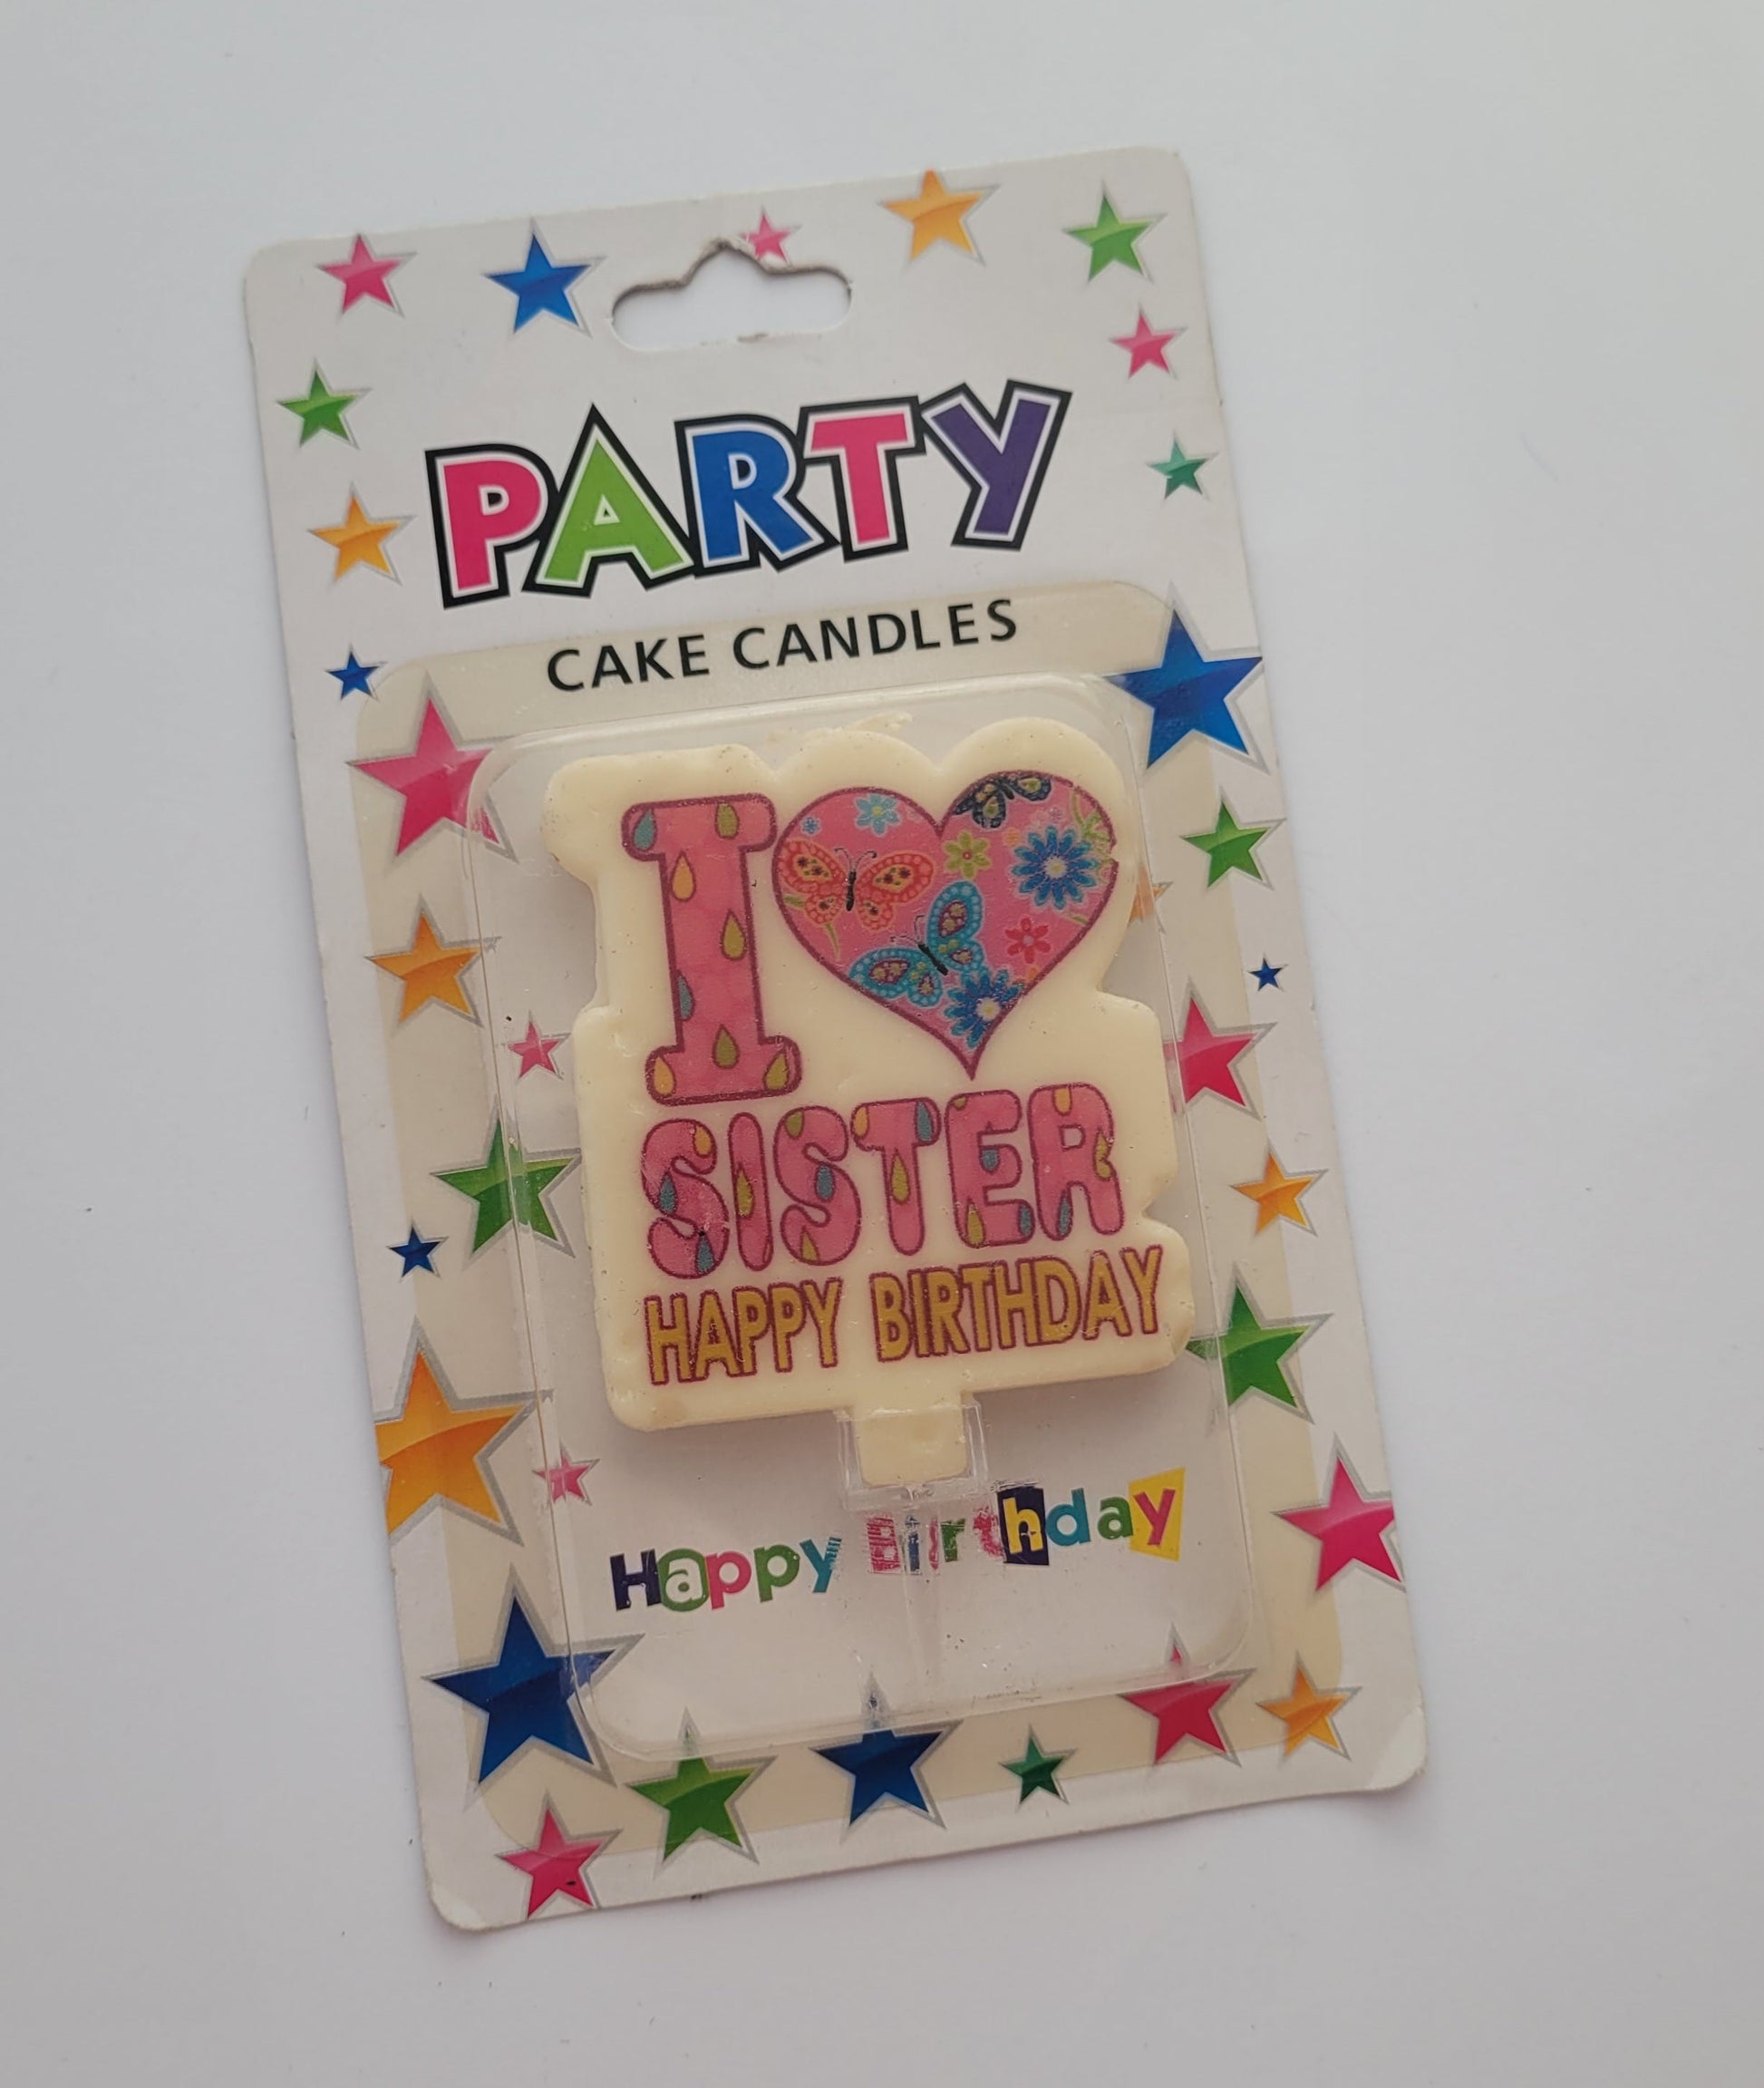 PARTY
CAKE CANDLES
I
SISTER
HAPPY BIRTHDAY
Happy Birthday